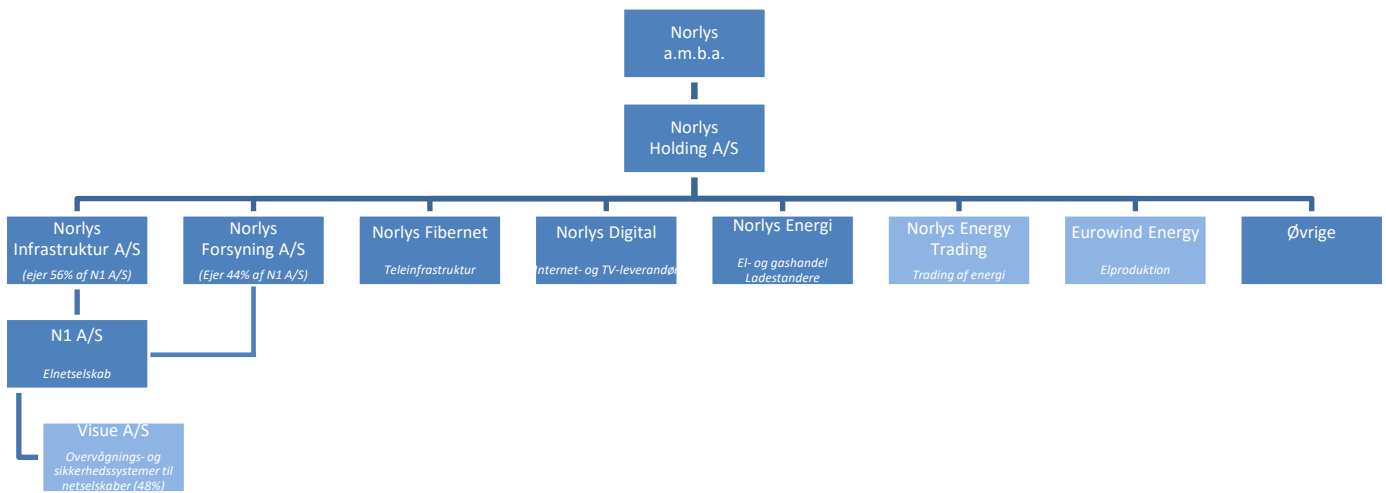 Norlys
a.m.b.a.
Norlys
Holding A/S
Norlys
Infrastruktur A/S
(ejer 56% af N1 A/S)
Norlys
Forsyning A/S
(Ejer 44% af N1 A/S)
Norlys Fibernet
Teleinfrastruktur
Norlys Digital
Internet- og TV-leverandør
Norlys Energi
El- og gashandel
Ladestandere
Norlys Energy
Trading
Trading af energi
Eurowind Energy
Elproduktion
Øvrige
N1 A/S
Elnetselskab
Visue A/S
Overvågnings- og
sikkerhedssystemer til
netselskaber (48%)